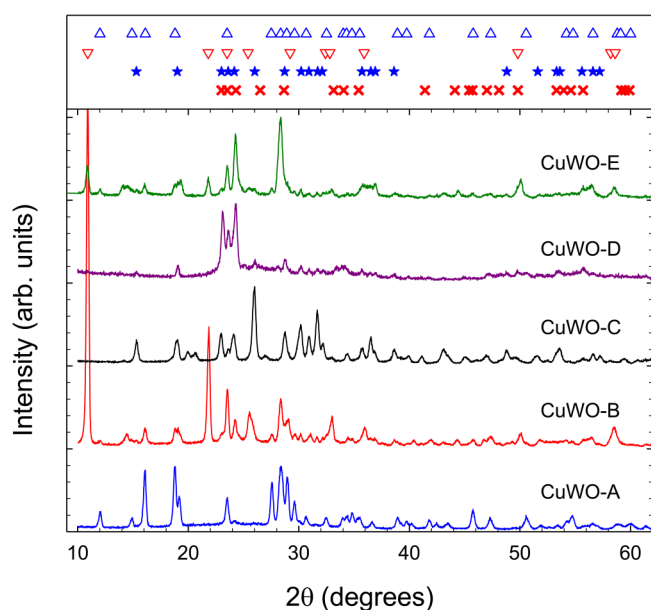 CuWO-E
CuWO-D
CuWO-C
CuWO-B
CuWO-A
Intensity (arb. units)
10 20 30 40 50 60
2θ (degrees)